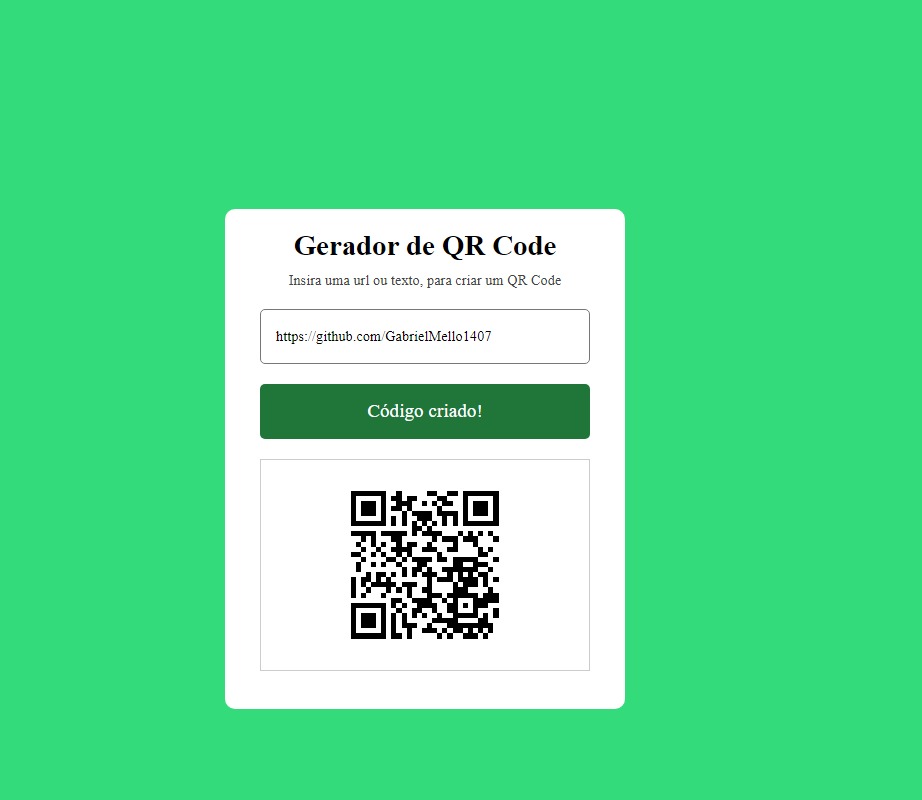 Gerador de QR Code
Insira uma url ou texto, para criar um QR Code
https://github.com/GabrielMello1407
Código criado!